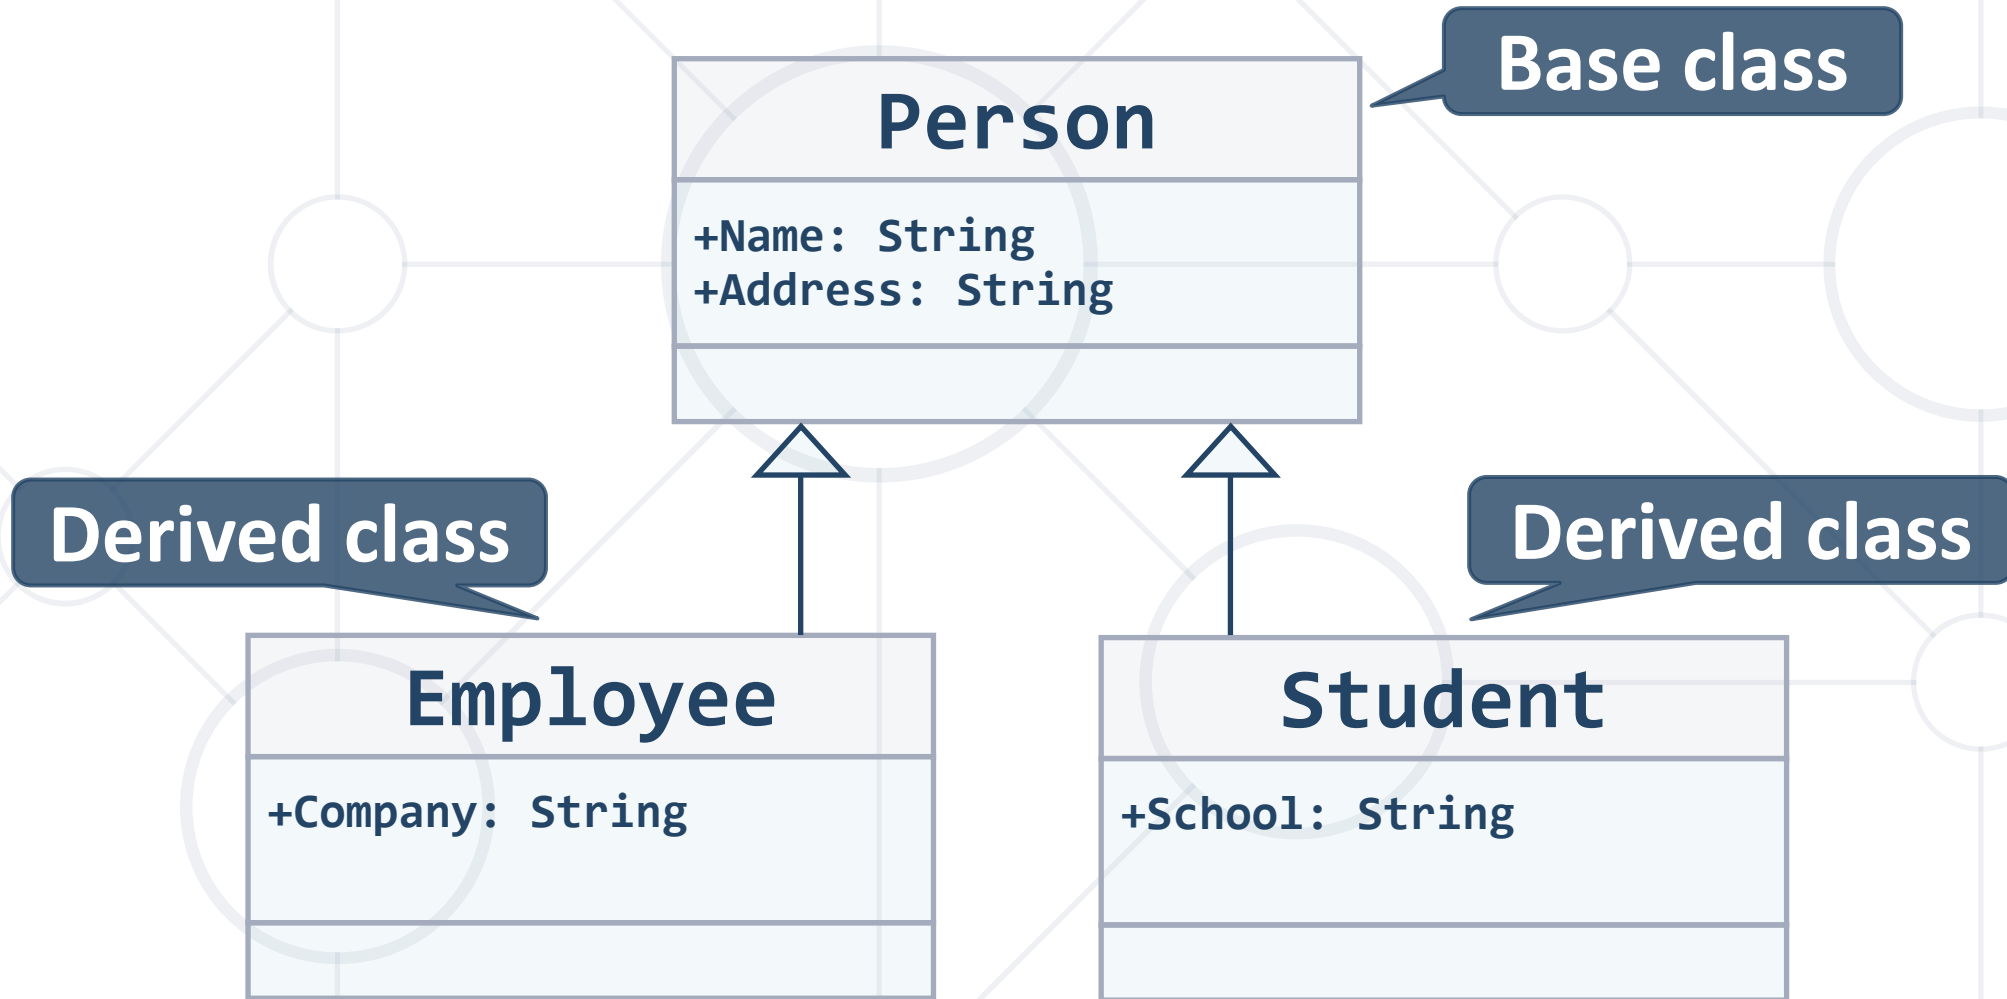 Base class
Person
+Name: String
+Address: String
Derived class
Derived class
Employee
+Company: String
Student
+School: String